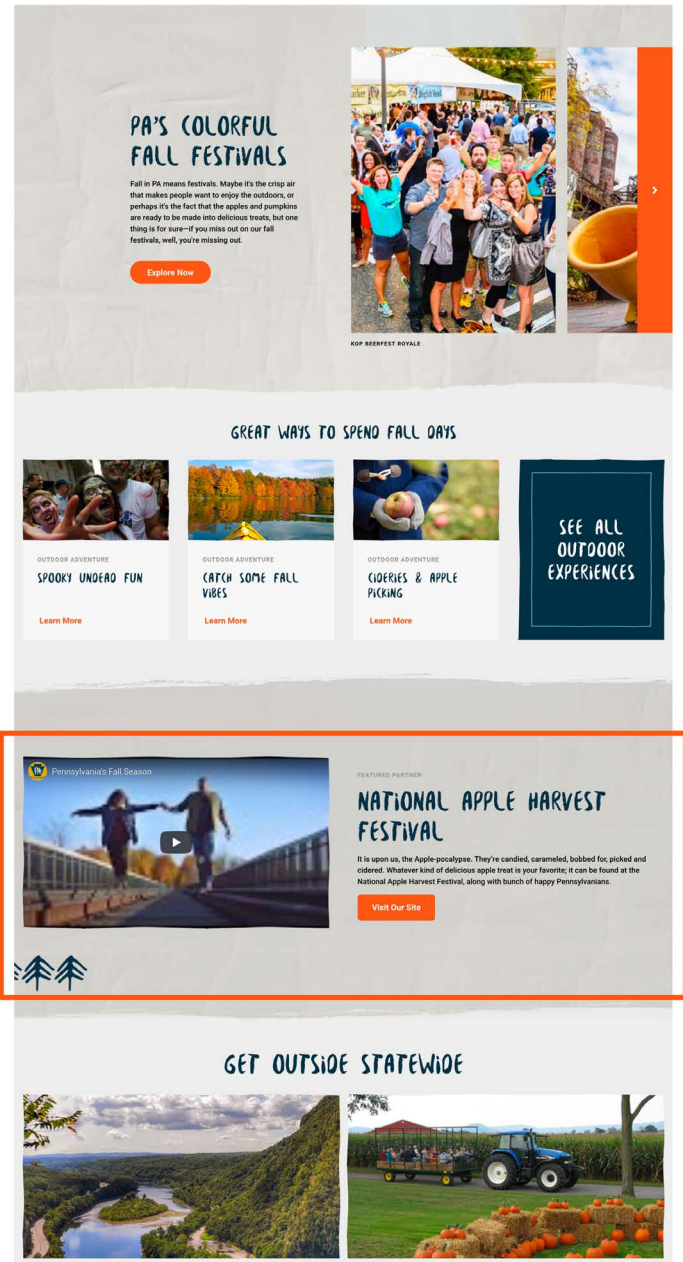 PA'S COLORFUL
FALL FESTIVALS
Fall in PA means festivals. Maybe it's the crisp air
that makes people want to enjoy the outdoors, or
perhaps it's the fact that the apples and pumpkins
are ready to be made into delicious treats, but one
thing is for sure—if you miss out on our fall
festivals, well, you're missing out.
Explore Now
KOP BEERFEST ROYALE
GREAT WAYS TO SPEND FALL DAYS
OUTDOOR ADVENTURE
SPOOKY UNDEAD FUN
Learn More
OUTDOOR ADVENTURE
CATCH SOME FALL
VIBES
Learn More
OUTDOOR ADVENTURE
CIDERIES & APPLE
PICKING
Learn More
SEE ALL
OUTDOOR
EXPERIENCES
Pennsylvania's Fall Season
FEATURED PARTNER
NATIONAL APPLE HARVEST
FESTIVAL
It is upon us, the Apple-pocalypse. They're candied, carameled, bobbed for, picked and
cidered. Whatever kind of delicious apple treat is your favorite; it can be found at the
National Apple Harvest Festival, along with bunch of happy Pennsylvanians.
Visit Our Site
GET OUTSIDE STATEWIDE